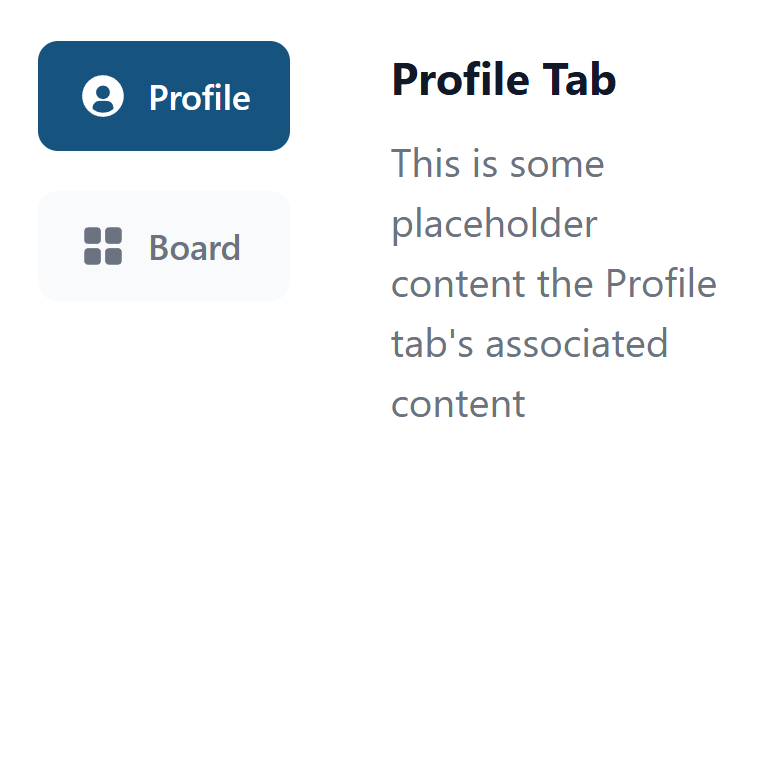 Profile
Board
Profile Tab
This is some
placeholder
content the Profile
tab's associated
content